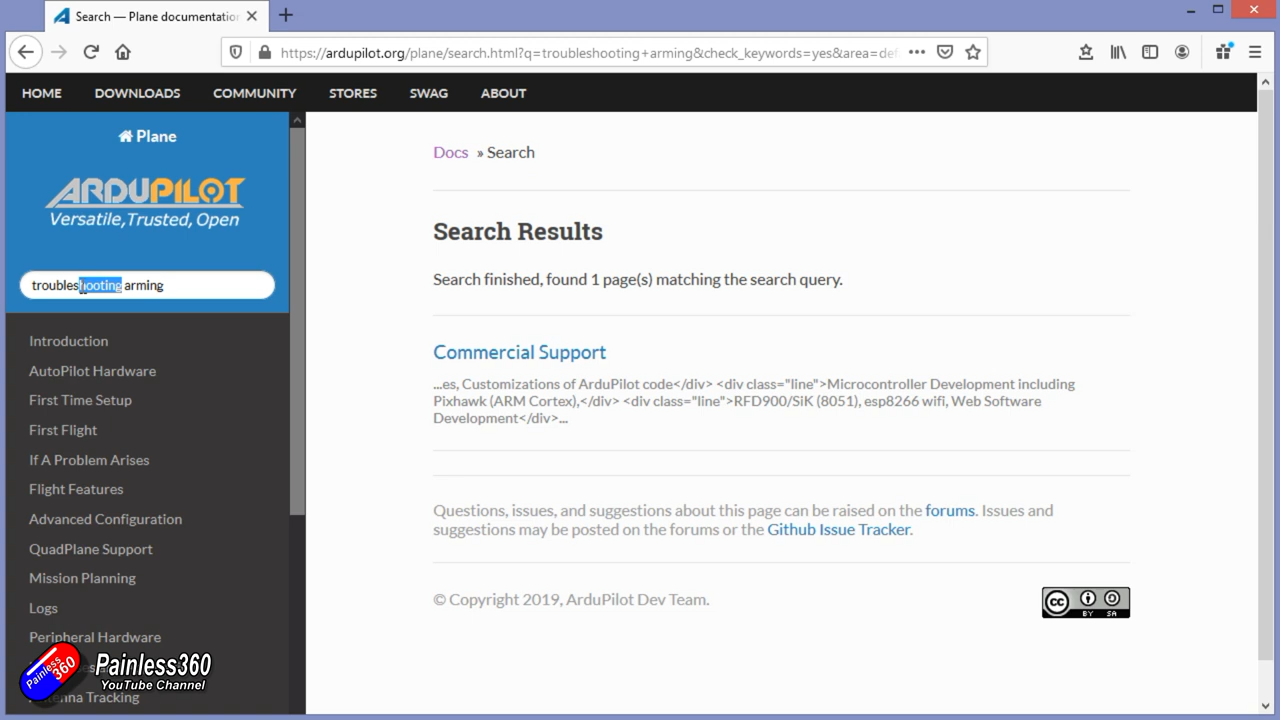 Search — Plane documentatio
https://ardupilot.org/plane/search.html?q=troubleshooting+arming&check_keywords=yes&area=def
HOME DOWNLOADS COMMUNITY STORES SWAG ABOUT
Plane
ARDUPILOT
Versatile, Trusted, Open
troubleshooting arming
Introduction
AutoPilot Hardware
First Time Setup
First Flight
If A Problem Arises
Flight Features
Advanced Configuration
QuadPlane Support
Mission Planning
Logs
Peripheral Hardware
Tracking
Painless360
Painless360
YouTube Channel
Docs » Search
Search Results
Search finished, found 1 page(s) matching the search query.
Commercial Support
...es, Customizations of ArduPilot code</div> <div class="line">Microcontroller Development including
Pixhawk (ARM Cortex),</div> <div class="line">RFD900/SiK (8051), esp8266 wifi, Web Software
Development</div>...
Questions, issues, and suggestions about this page can be raised on the forums. Issues and
suggestions may be posted on the forums or the Github Issue Tracker.
© Copyright 2019, ArduPilot Dev Team.
cc BY SA